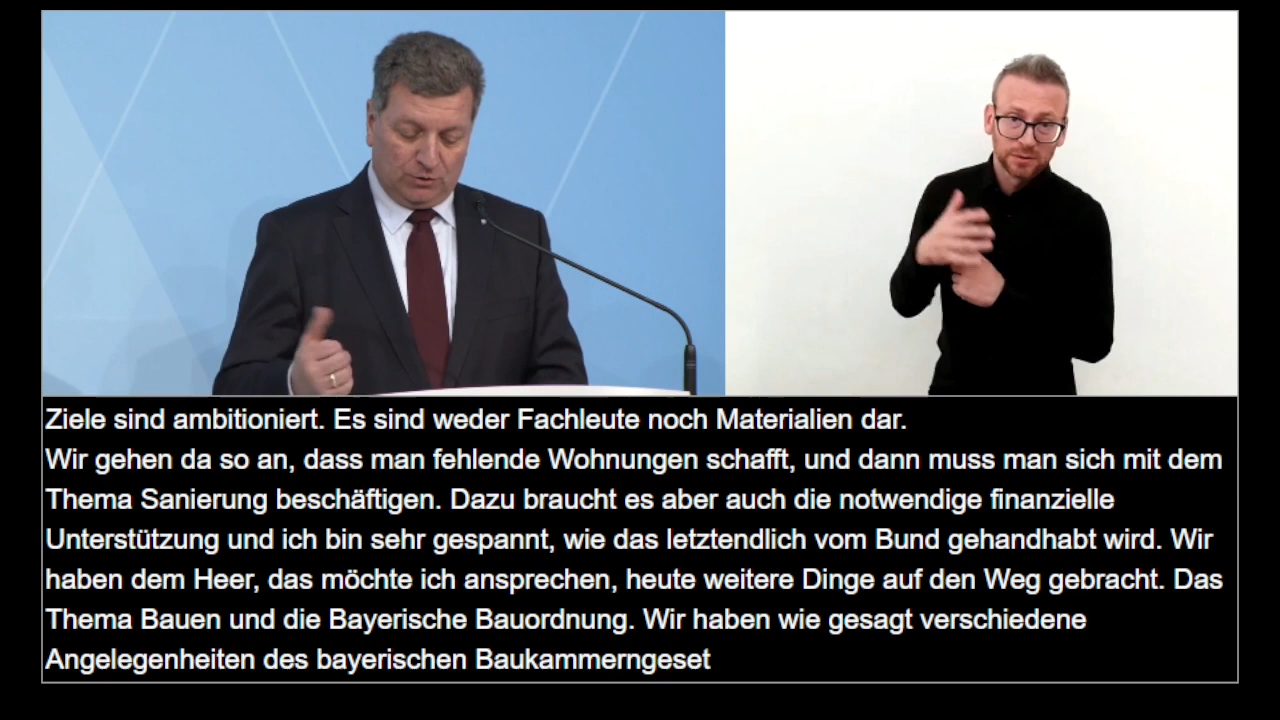 Ziele sind ambitioniert. Es sind weder Fachleute noch Materialien dar.
Wir gehen da so an, dass man fehlende Wohnungen schafft, und dann muss man sich mit dem
Thema Sanierung beschäftigen. Dazu braucht es aber auch die notwendige finanzielle
Unterstützung und ich bin sehr gespannt, wie das letztendlich vom Bund gehandhabt wird. Wir
haben dem Heer, das möchte ich ansprechen, heute weitere Dinge auf den Weg gebracht. Das
Thema Bauen und die Bayerische Bauordnung. Wir haben wie gesagt verschiedene
Angelegenheiten des bayerischen Baukammerngeset